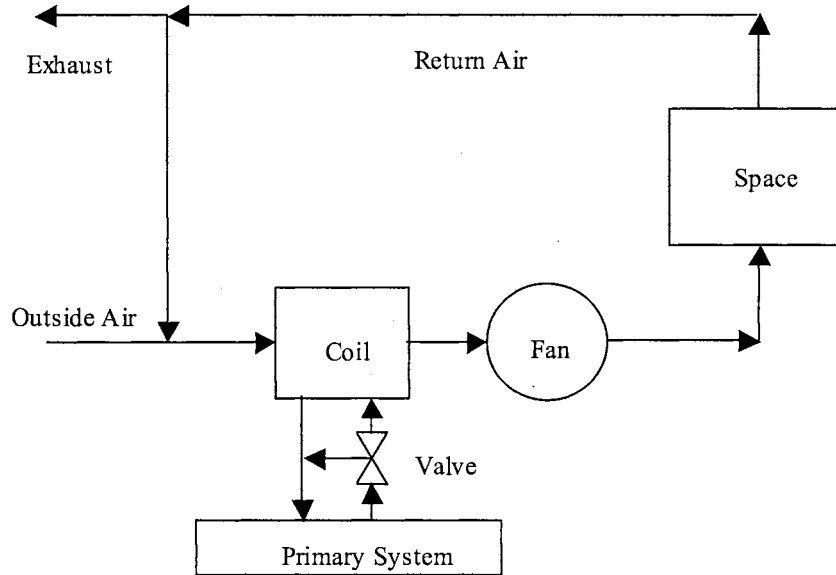 Exhaust
Return Air
Space
Outside Air
Coil
Fan
Valve
Primary System